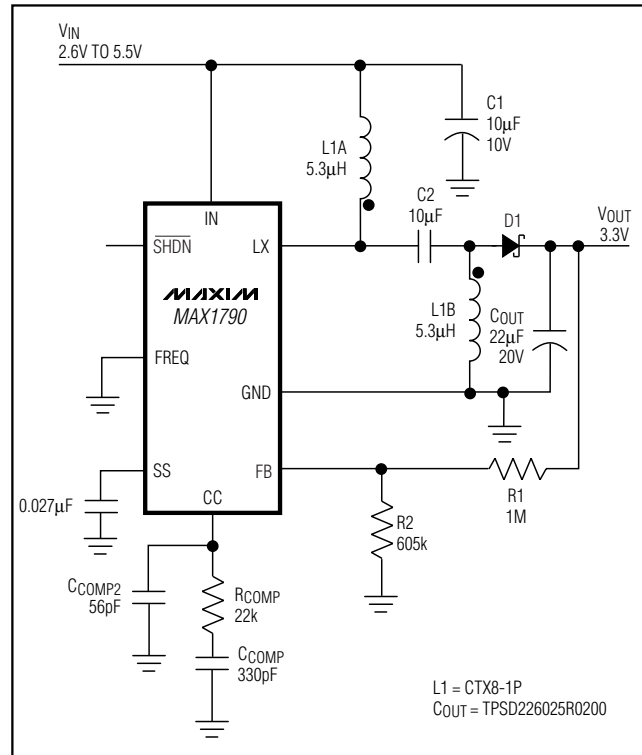 VIN
2.6V TO 5.5V
C1
10µF
10V
L1A
5.3µH
C2
10µF
D1
VOUT
3.3V
IN
SHDN
LX
MAXIM
MAX1790
L1B
5.3µH
COUT
22µF
20V
FREQ
GND
SS
FB
0.027µF
CC
R1
1M
R2
605k
CCOMP2
56pF
RCOMP
22k
CCOMP
330pF
L1 = CTX8-1P
COUT = TPSD226025R0200